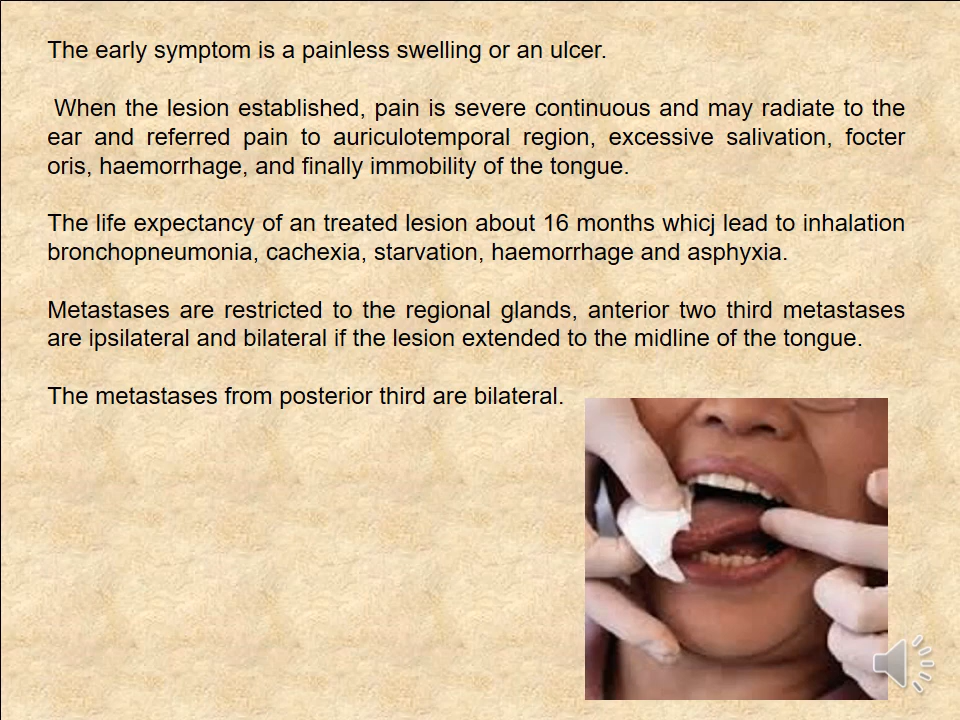 The early symptom is a painless swelling or an ulcer.
When the lesion established, pain is severe continuous and may radiate to the
ear and referred pain to auriculotemporal region, excessive salivation, focter
oris, haemorrhage, and finally immobility of the tongue.
The life expectancy of an treated lesion about 16 months whicj lead to inhalation
bronchopneumonia, cachexia, starvation, haemorrhage and asphyxia.
Metastases are restricted to the regional glands, anterior two third metastases
are ipsilateral and bilateral if the lesion extended to the midline of the tongue.
The metastases from posterior third are bilateral.